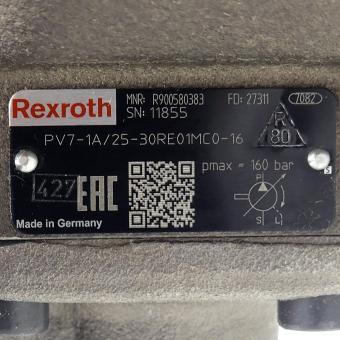 Rexroth
MNR: R900580383 FD: 27311 7082
SN: 11855
R
80
PV7-1A/25-30RE01MC0-16
427 EAC
pmax = 160 bar
P
S L
Made in Germany
S